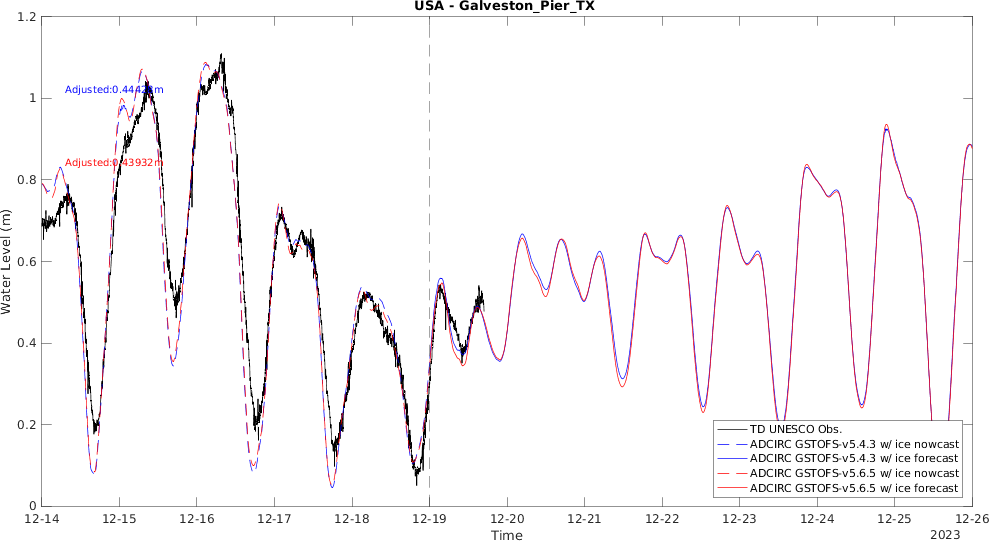 USA - Galveston_Pier_TX
1.2
1
0.8
0.6
0.4
0.2
0
Water Level (m)
Adjusted:0.4442 m
Adjusted:0.43932m
TD UNESCO Obs.
ADCIRC GSTOFS-v5.4.3 w/ ice nowcast
ADCIRC GSTOFS-v5.4.3 w/ ice forecast
ADCIRC GSTOFS-v5.6.5 w/ ice nowcast
ADCIRC GSTOFS-v5.6.5 w/ ice forecast
12-14 12-15 12-16 12-17 12-18 12-19 12-20 12-21 12-22 12-23 12-24 12-25 12-26
Time
2023